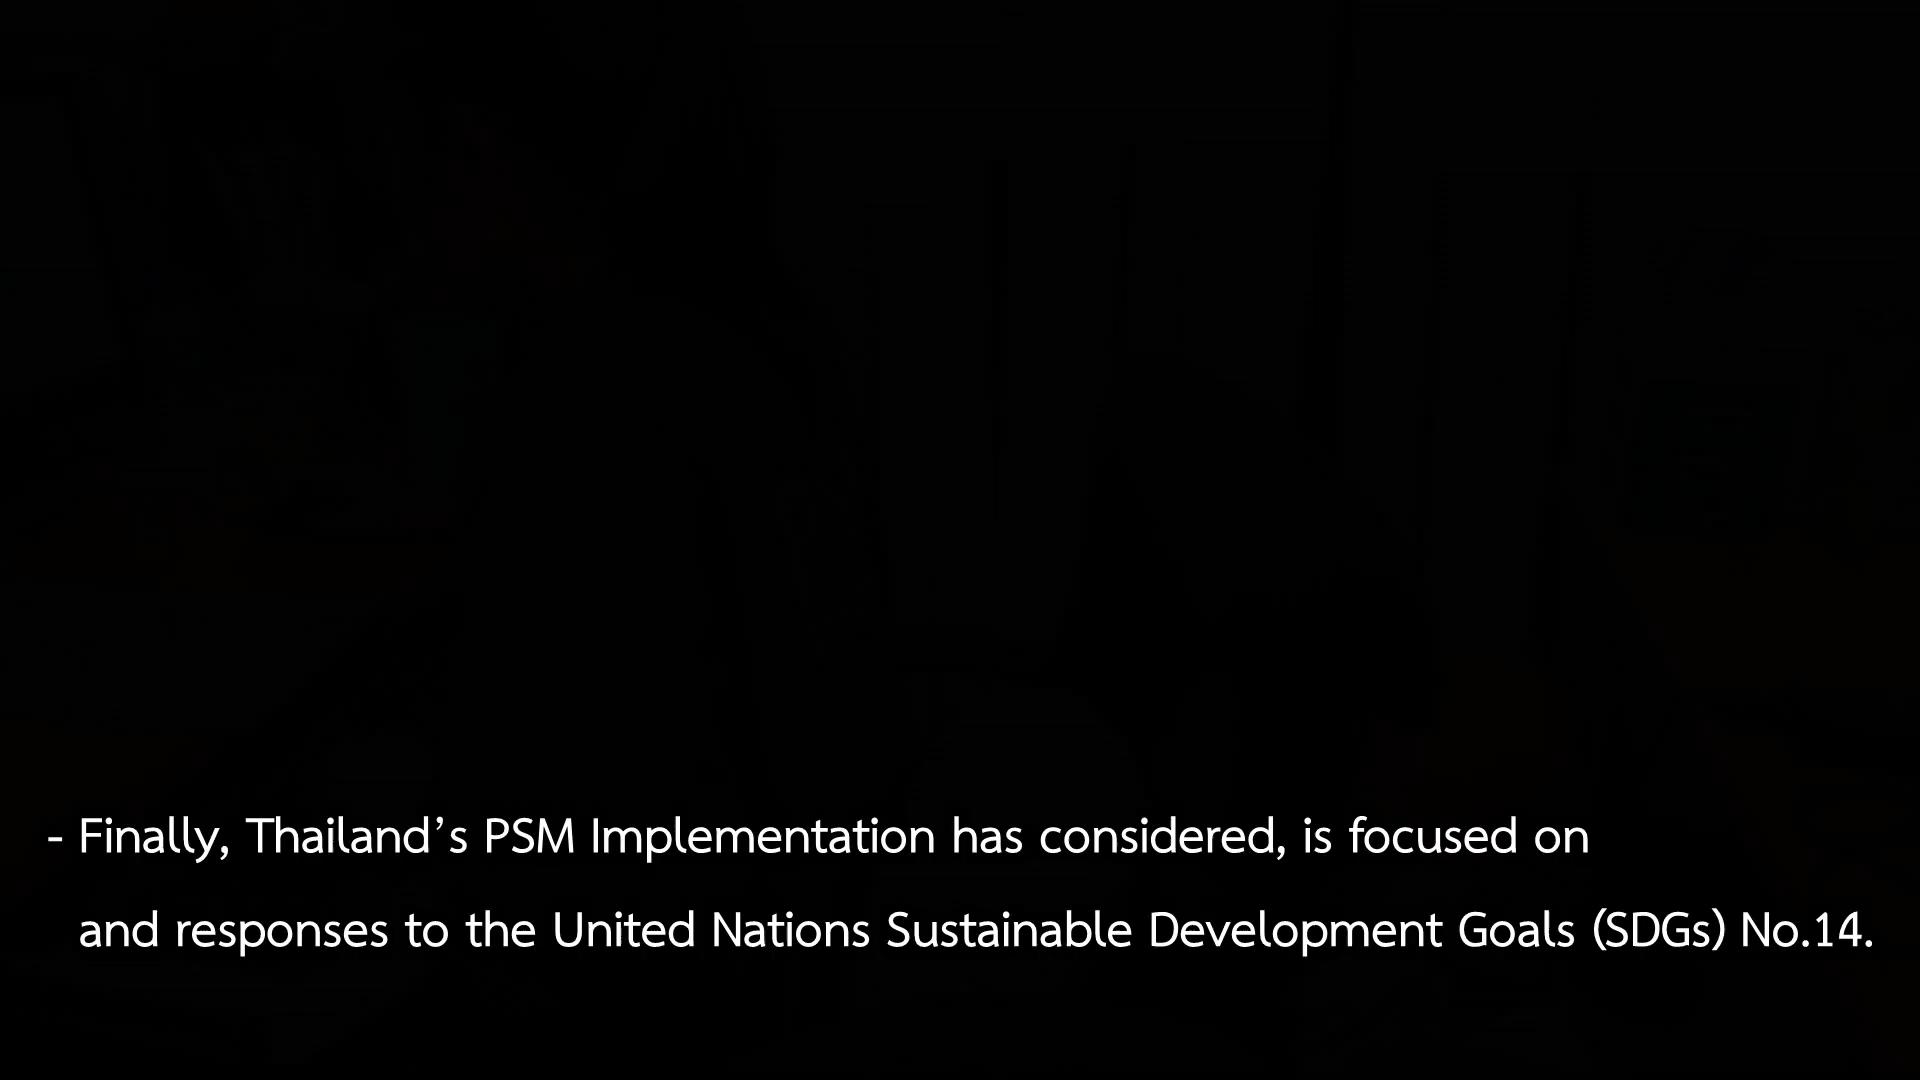 - Finally, Thailand’s PSM Implementation has considered, is focused on
and responses to the United Nations Sustainable Development Goals (SDGs) No.14.